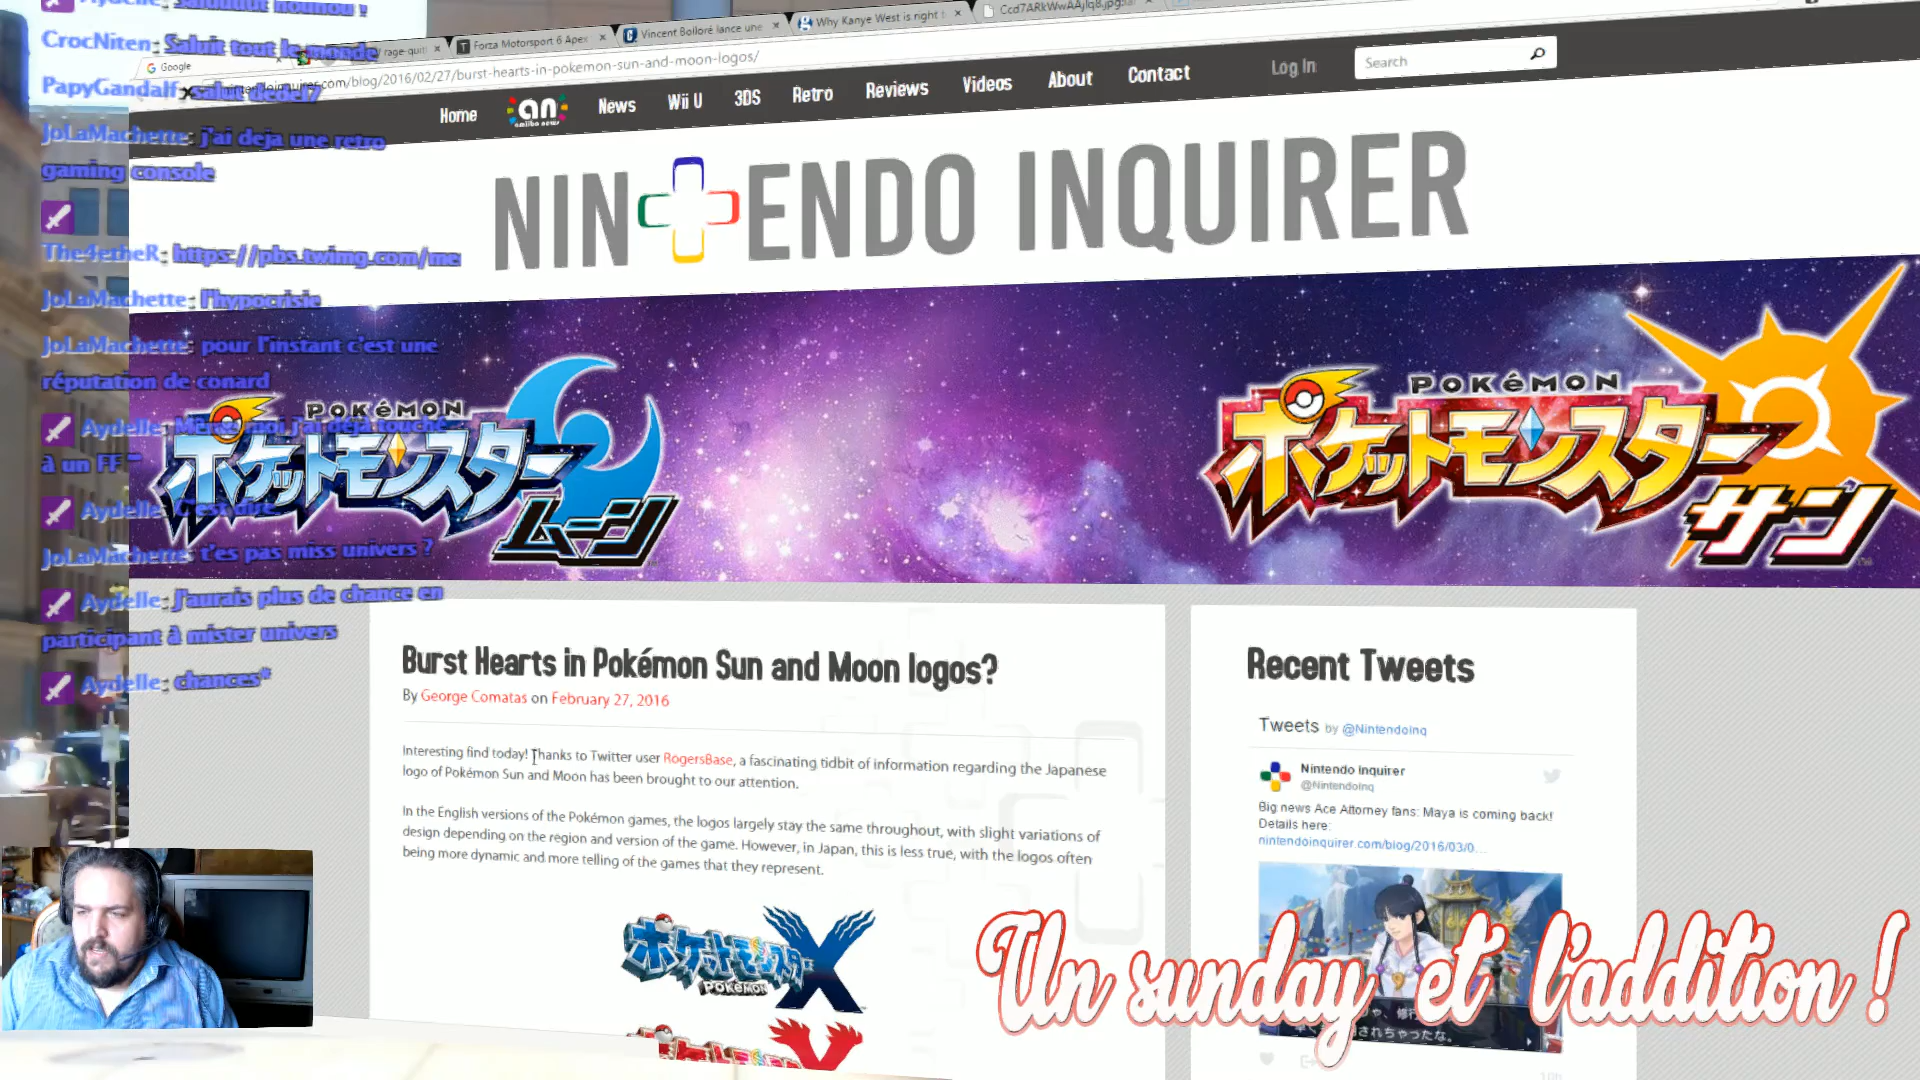 CrocNiten: Saluit tout le monde
PapyGandalf: salut dede17
JoLaMachette: j'ai deja une retro
gaming console
The4etheR: https://pbs.twimg.com/me
JoLaMachette: l'hypocrisie
JoLaMachette: pour l'instant c'est une
réputation de conard
Aydelle: Même moi j'ai déjà touché
à un FF ^^
Aydelle: C'est dire
JoLaMachette: t'es pas miss univers ?
Aydelle: J'aurais plus de chance en
participant à mister univers
Aydelle: chances*
Google
rage-quit
Forza Motorsport 6 Apex
Vincent Bolloré lance une
Why Kanye West is right
inquirer.com/blog/2016/02/27/burst-hearts-in-pokemon-sun-and-moon-logos/
Home
an
amiibo news
News
Wii U
3DS
Retro
Reviews
Videos
About
Contact
Log In
Search
NIN ENDO INQUIRER
POKéMON
ポケットモンスター
ムーン
POKéMON
ポケットモンスター
サン
Burst Hearts in Pokémon Sun and Moon logos?
By George Comatas on February 27, 2016
Interesting find today! Thanks to Twitter user RogersBase, a fascinating tidbit of information regarding the Japanese
logo of Pokémon Sun and Moon has been brought to our attention.
In the English versions of the Pokémon games, the logos largely stay the same throughout, with slight variations of
design depending on the region and version of the game. However, in Japan, this is less true, with the logos often
being more dynamic and more telling of the games that they represent.
ポケットモンスター X
POKéMON
Recent Tweets
Tweets by @NintendoInq
Nintendo Inquirer
@NintendoInq
Big news Ace Attorney fans: Maya is coming back!
Details here:
nintendoinquirer.com/blog/2016/03/0...
Un sunday et l'addition !